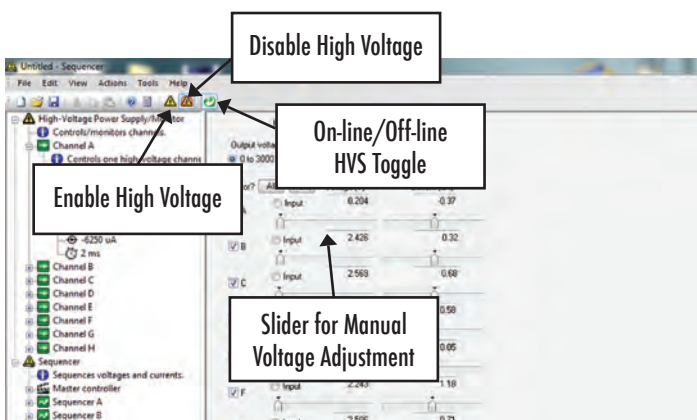 Disable High Voltage
Untitled - Sequencer
File Edit View Actions Tools Help
On-line/Off-line
HVS Toggle
High-Voltage Power Supply/Monitor
Controls/monitors channels.
Channel A
Controls one high-voltage channe
Output volta
0 to 3000
Enable High Voltage
Input 0.204 -0.37
-6250 uA
2 ms
Input 2.426 0.32
B
Channel B
Channel C
Channel D
Channel E
Channel F
Channel G
Channel H
Input 2.569 0.68
C
Slider for Manual
Voltage Adjustment
0.58
0.05
Sequencer
Sequences voltages and currents.
Master controller
Sequencer A
Sequencer B
Input 2.243 1.18
F
0.71